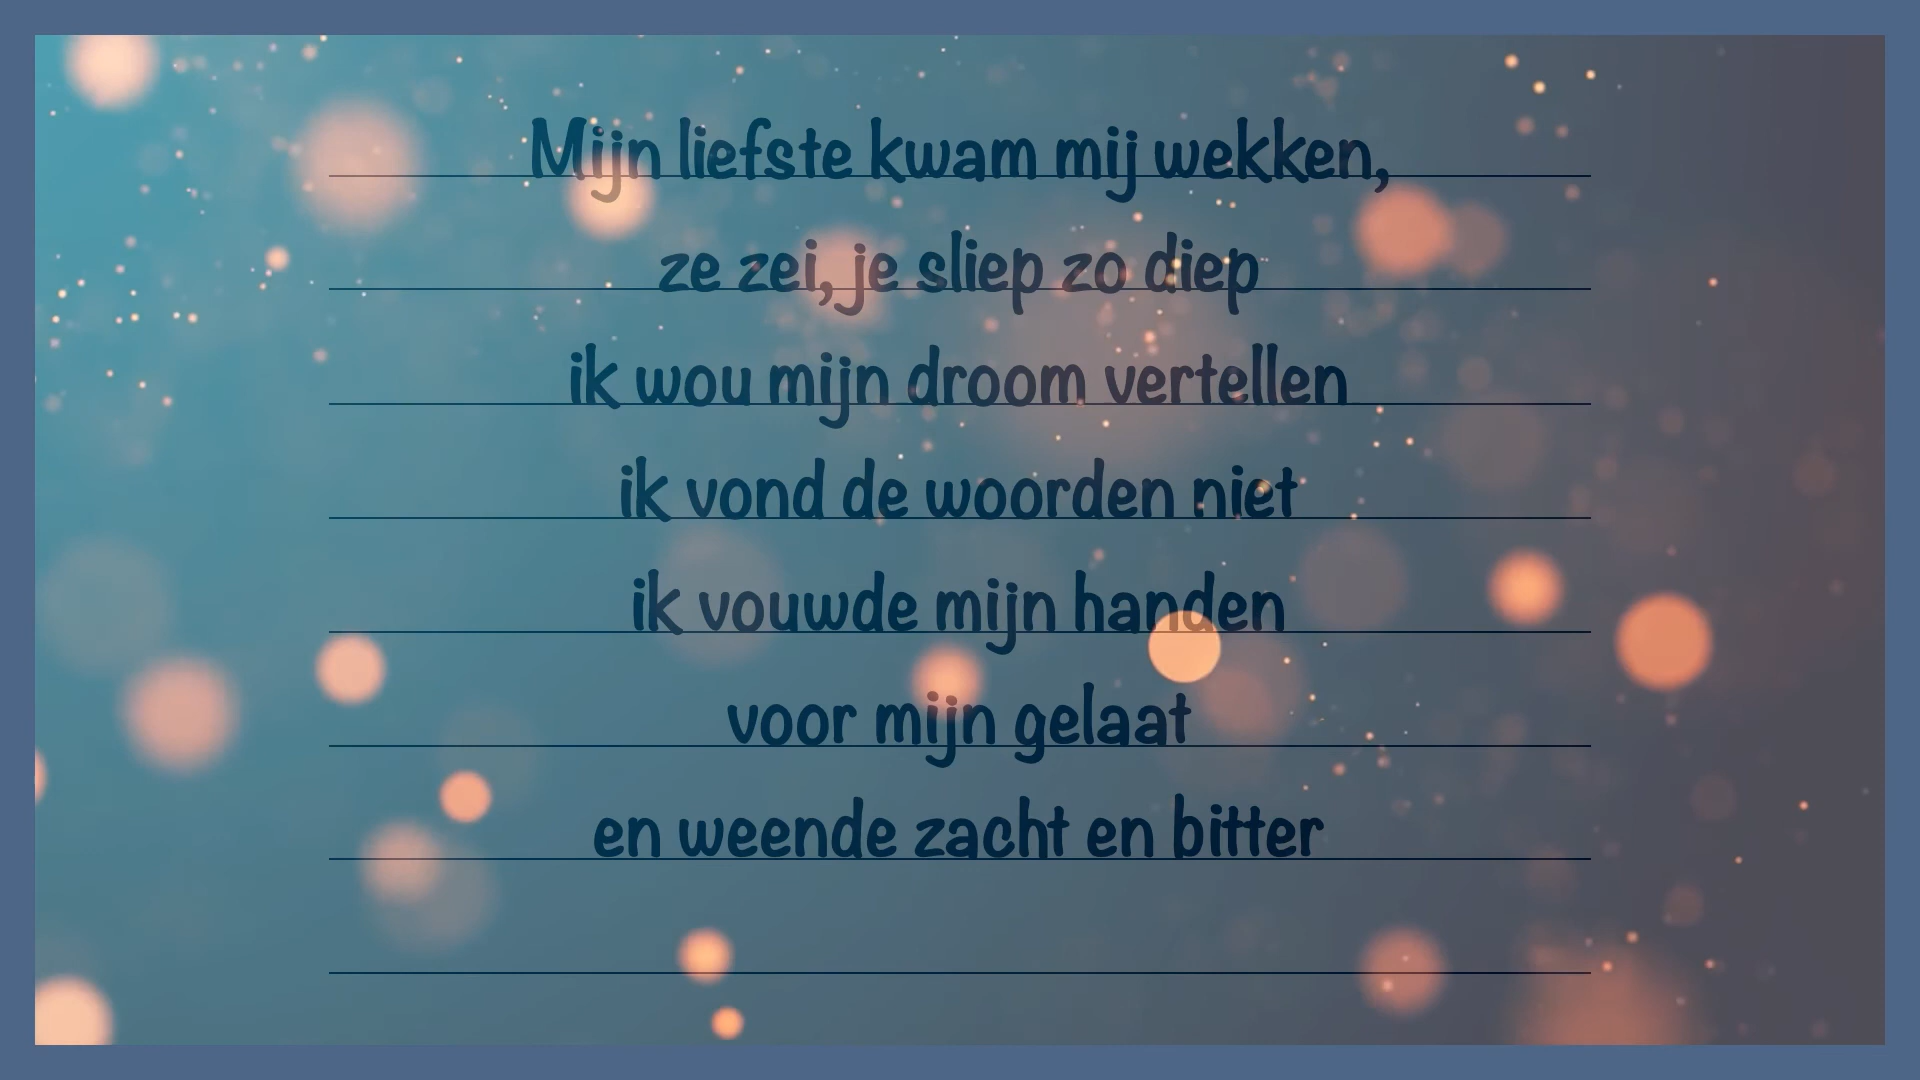 Mijn liefste kwam mij wekken,
ze zei, je sliep zo diep
ik wou mijn droom vertellen
ik vond de woorden niet
ik vouwde mijn handen
voor mijn gelaat
en weende zacht en bitter